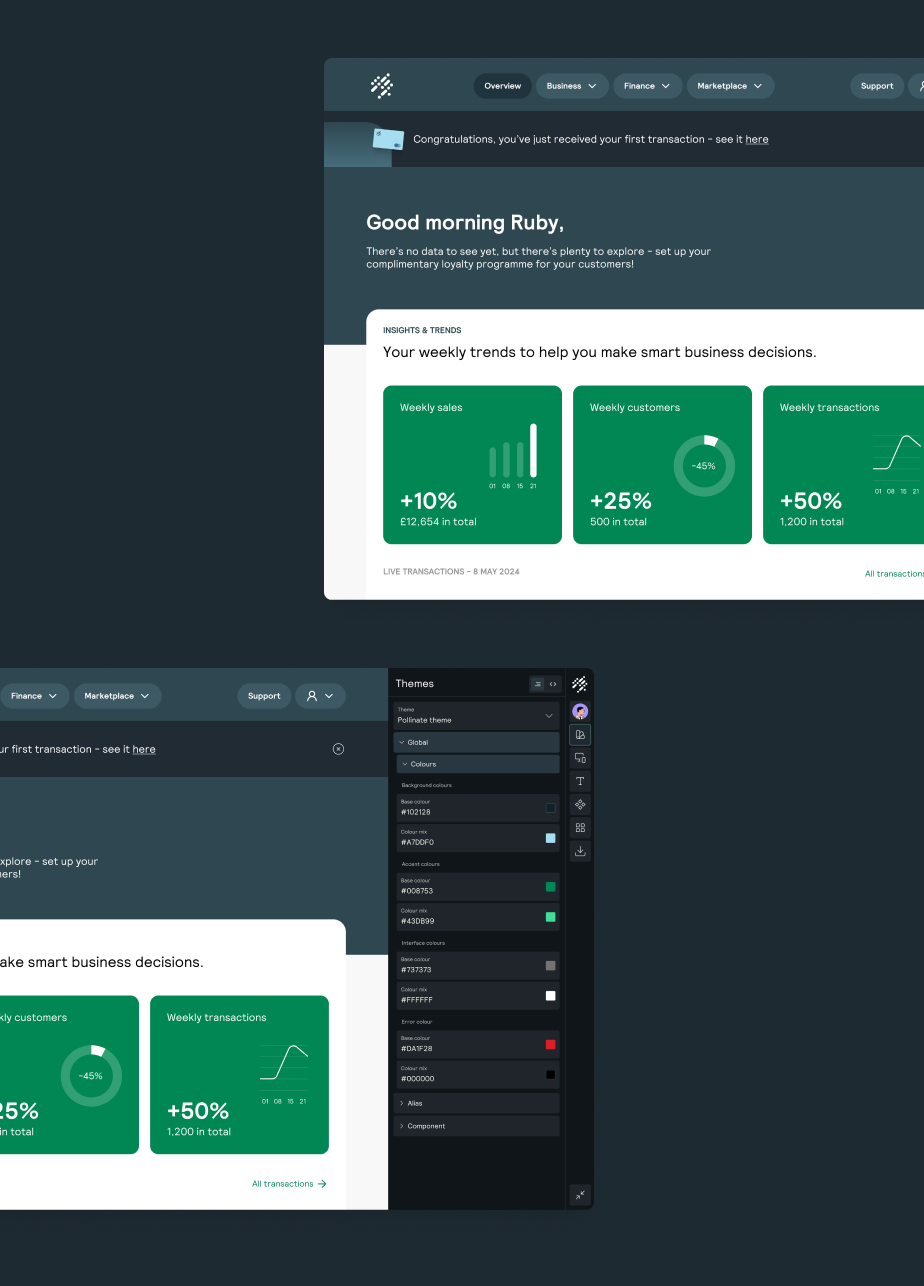 Overview
Business
Finance
Marketplace
Support
Congratulations, you've just received your first transaction – see it here
Good morning Ruby,
There's no data to see yet, but there's plenty to explore – set up your
complimentary loyalty programme for your customers!
INSIGHTS & TRENDS
Your weekly trends to help you make smart business decisions.
Weekly sales
01 08 15 21
+10%
£12,654 in total
Weekly customers
-45%
+25%
500 in total
Weekly transactions
01 08 15 21
+50%
1,200 in total
LIVE TRANSACTIONS – 8 MAY 2024
All transactions
Finance
Marketplace
Support
ur first transaction – see it here
xplore – set up your
ners!
ake smart business decisions.
kly customers
-45%
25%
in total
Weekly transactions
01 08 15 21
+50%
1,200 in total
All transactions
Themes
Theme
Pollinate theme
Global
Colours
Background colours
Base colour
#102128
Colour mix
#A7DDF0
Accent colours
Base colour
#008753
Colour mix
#43DB99
Interface colours
Base colour
#737373
Colour mix
#FFFFFF
Error colour
Base colour
#DA1F28
Colour mix
#000000
Alias
Component